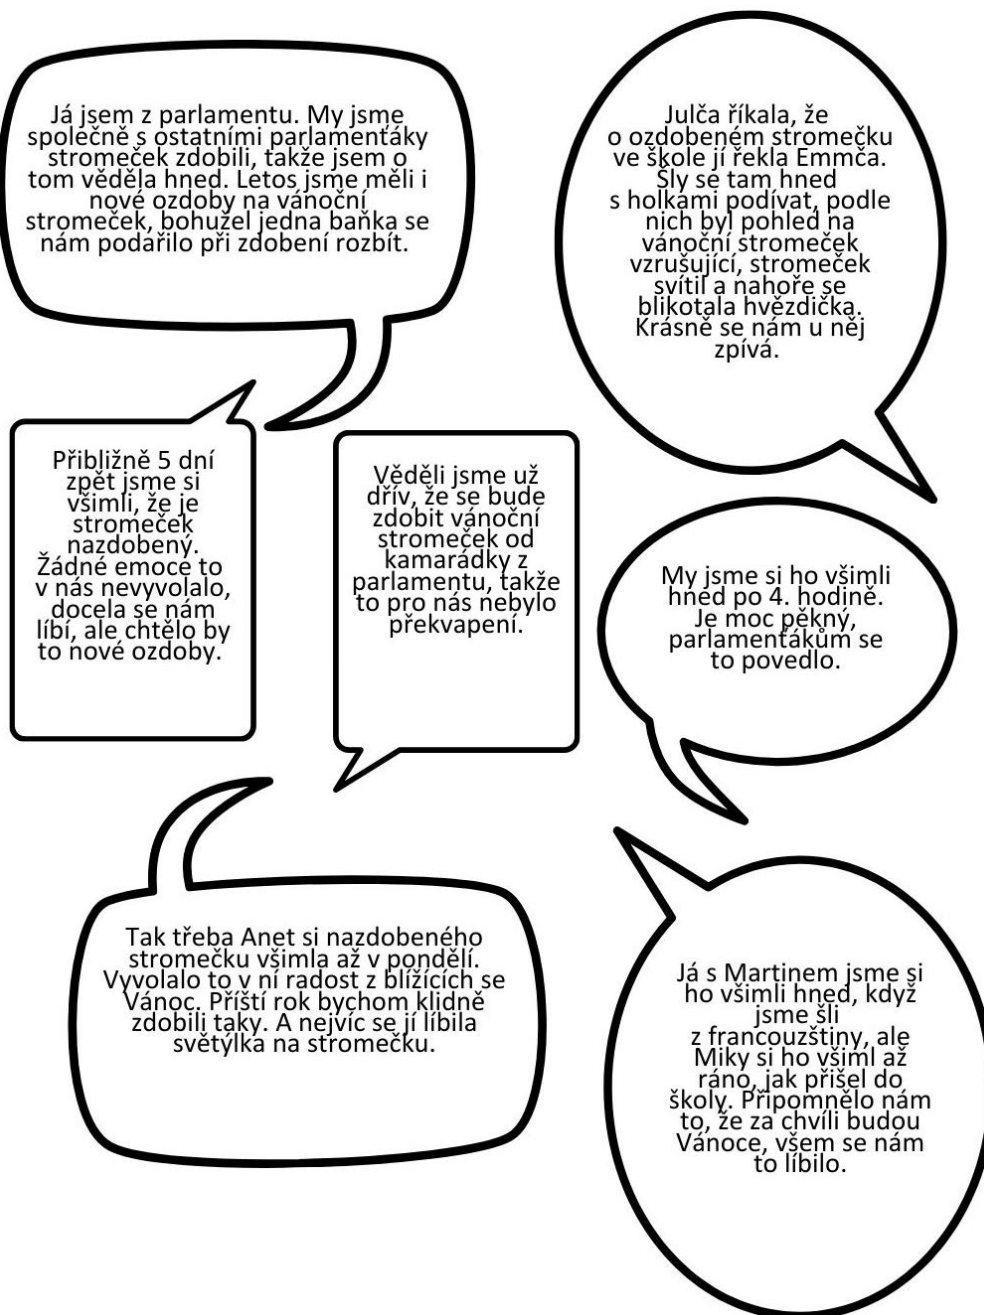 Já jsem z parlamentu. My jsme
společně s ostatními parlamenťáky
stromeček zdobili, takže jsem o
tom věděla hned. Letos jsme měli i
nové ozdoby na vánoční
stromeček, bohužel jedna baňka se
nám podařilo při zdobení rozbít.
Julča říkala, že
o ozdobeném stromečku
ve škole jí řekla Emmča.
Šly se tam hned
s holkami podívat, podle
nich byl pohled na
vánoční stromeček
vzrušující, stromeček
svítil a nahoře se
blikotala hvězdička.
Krásně se nám u něj
zpívá.
Přibližně 5 dní
zpět jsme si
všimli, že je
stromeček
nazdobený.
Žádné emoce to
v nás nevyvolalo,
docela se nám
líbí, ale chtělo by
to nové ozdoby.
Věděli jsme už
dřív, že se bude
zdobit vánoční
stromeček od
kamarádky z
parlamentu, takže
to pro nás nebylo
překvapení.
My jsme si ho všimli
hned po 4. hodině.
Je moc pěkný,
parlamenťákům se
to povedlo.
Tak třeba Anet si nazdobeného
stromečku všimla až v pondělí.
Vyvolalo to v ní radost z blížících se
Vánoc. Příští rok bychom klidně
zdobili taky. A nejvíc se jí líbila
světýlka na stromečku.
Já s Martinem jsme si
ho všimli hned, když
jsme šli
z francouzštiny, ale
Miky si ho všiml až
ráno, jak přišel do
školy. Připomnělo nám
to, že za chvíli budou
Vánoce, všem se nám
to líbilo.